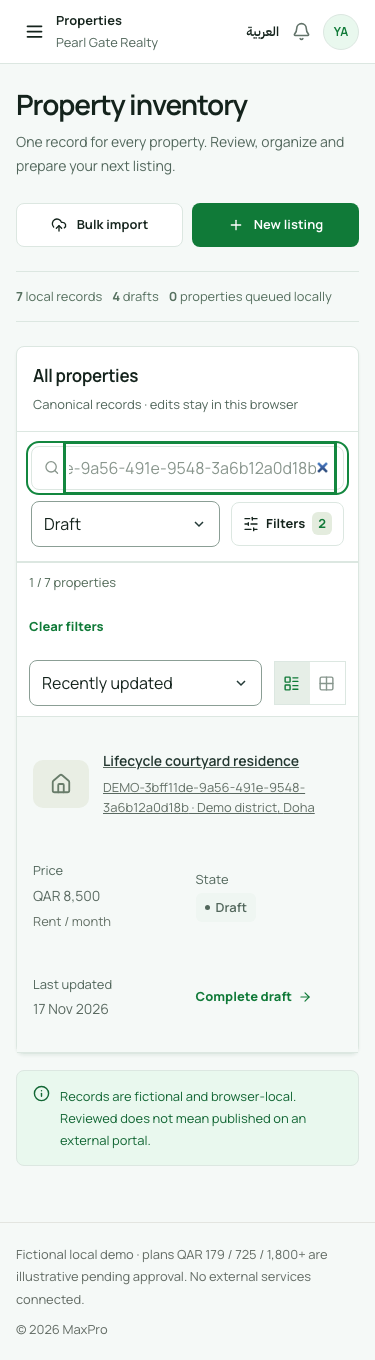 Properties
Pearl Gate Realty
العربية
YA
Property inventory
One record for every property. Review, organize and
prepare your next listing.
Bulk import
New listing
7 local records 4 drafts 0 properties queued locally
All properties
Canonical records · edits stay in this browser
e-9a56-491e-9548-3a6b12a0d18b
Draft
Filters 2
1 / 7 properties
Clear filters
Recently updated
Lifecycle courtyard residence
DEMO-3bff11de-9a56-491e-9548-
3a6b12a0d18b · Demo district, Doha
Price
QAR 8,500
Rent / month
State
Draft
Last updated
17 Nov 2026
Complete draft
Records are fictional and browser-local.
Reviewed does not mean published on an
external portal.
Fictional local demo · plans QAR 179 / 725 / 1,800+ are
illustrative pending approval. No external services
connected.
© 2026 MaxPro